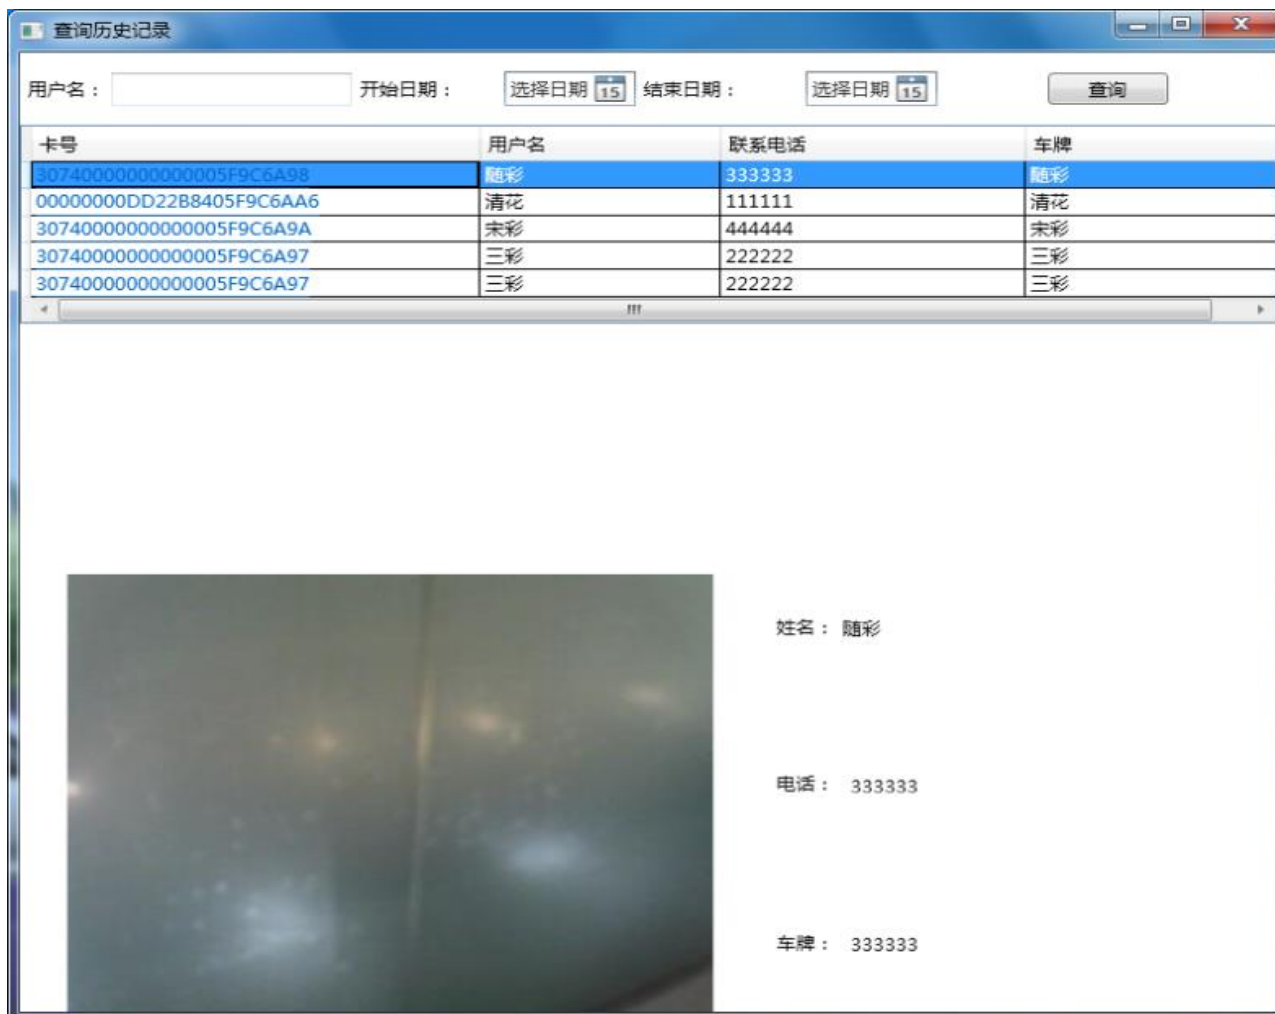 查询历史记录
用户名： 开始日期： 选择日期 15 结束日期： 选择日期 15 查询
卡号 用户名 联系电话 车牌
30740000000000005F9C6A98 随彩 333333 随彩
00000000DD22B8405F9C6AA6 清花 111111 清花
30740000000000005F9C6A9A 宋彩 444444 宋彩
30740000000000005F9C6A97 三彩 222222 三彩
30740000000000005F9C6A97 三彩 222222 三彩
姓名： 随彩
电话： 333333
车牌： 333333